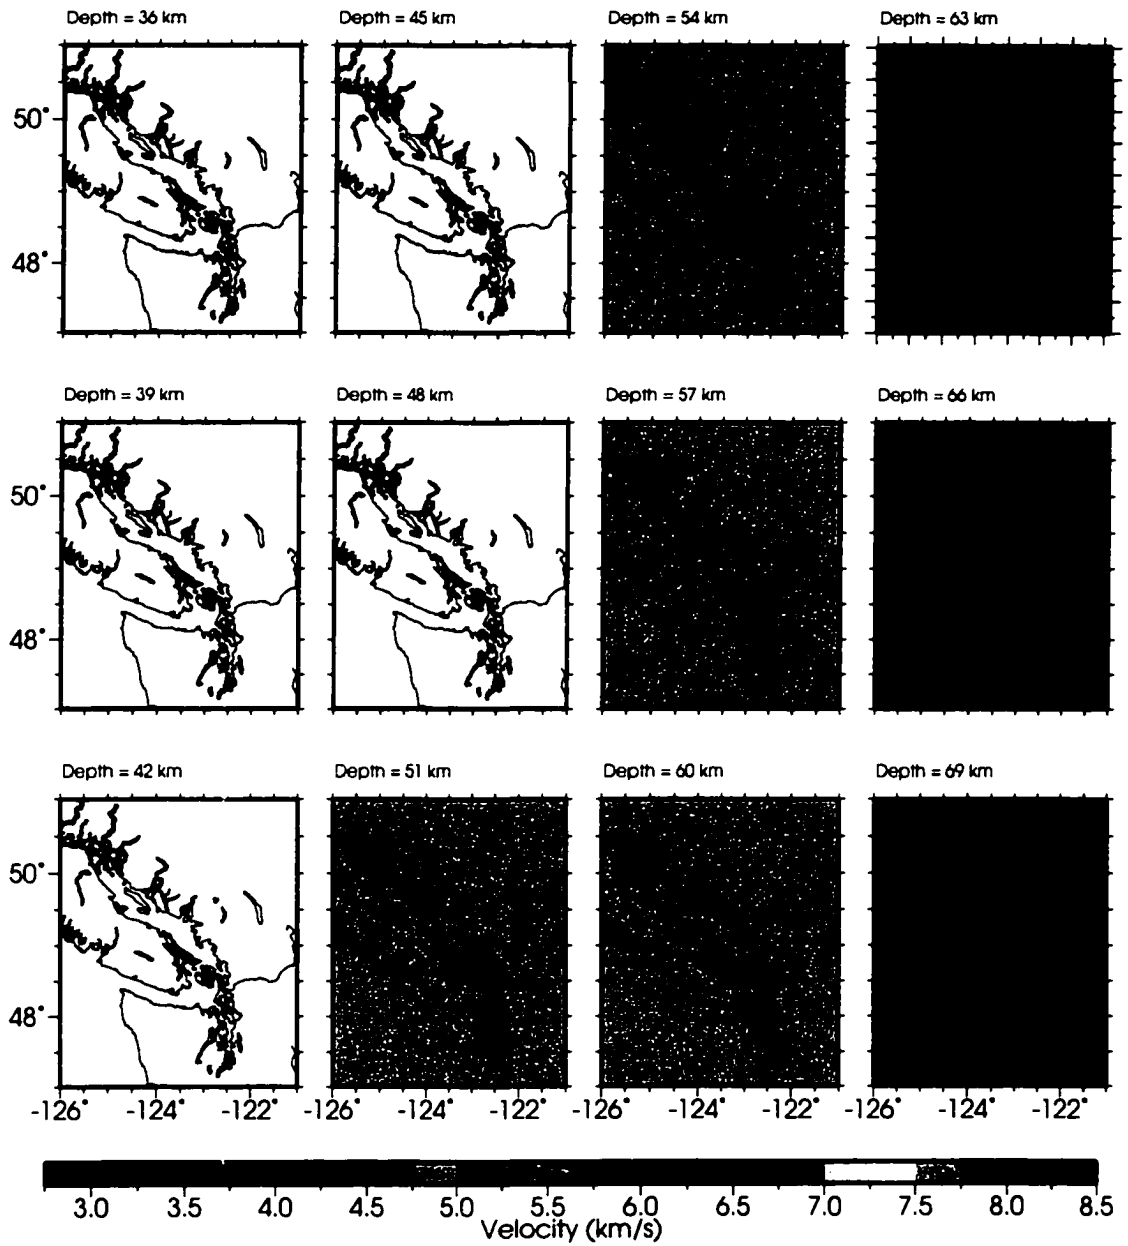 Depth = 36 km
Depth = 45 km
Depth = 54 km
Depth = 63 km
50°
48°
Depth = 39 km
Depth = 48 km
Depth = 57 km
Depth = 66 km
50°
48°
Depth = 42 km
Depth = 51 km
Depth = 60 km
Depth = 69 km
50°
48°
-126° -124° -122° -126° -124° -122° -126° -124° -122° -126° -124° -122°
3.0 3.5 4.0 4.5 5.0 5.5 6.0 6.5 7.0 7.5 8.0 8.5
Velocity (km/s)